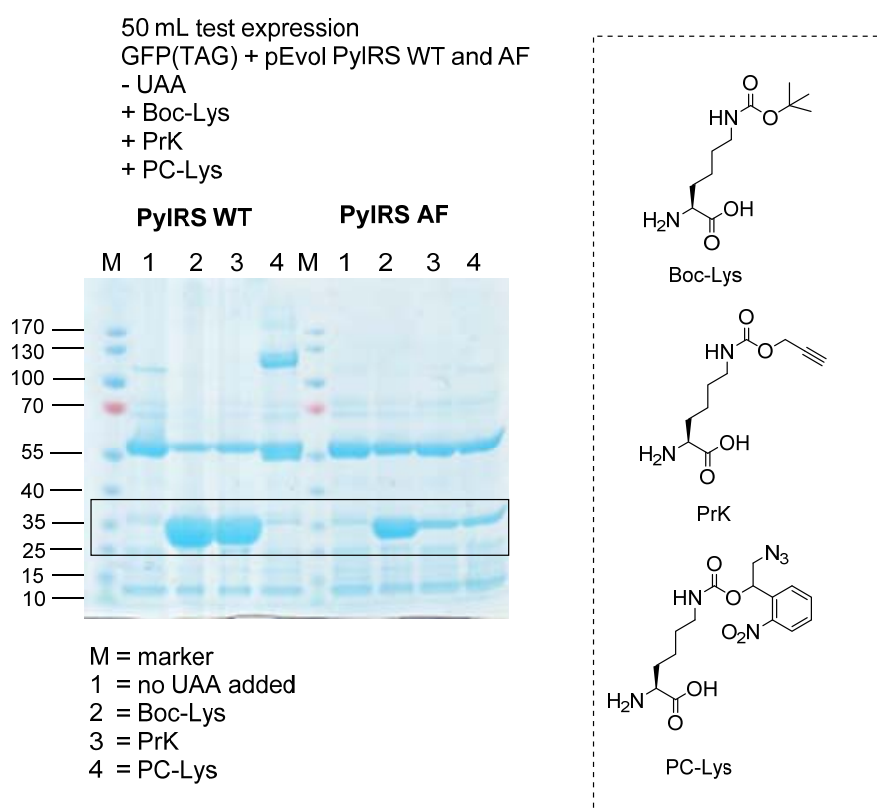 50 mL test expression
GFP(TAG) + pEvol PylRS WT and AF
- UAA
+ Boc-Lys
+ PrK
+ PC-Lys
PylRS WT
PylRS AF
M 1 2 3 4 M 1 2 3 4
170
130
100
70
55
40
35
25
15
10
M = marker
1 = no UAA added
2 = Boc-Lys
3 = PrK
4 = PC-Lys
O
HN O
H2N OH
O
Boc-Lys
O
HN O
H2N OH
O
PrK
N3
O
HN O
O2N
H2N OH
O
PC-Lys